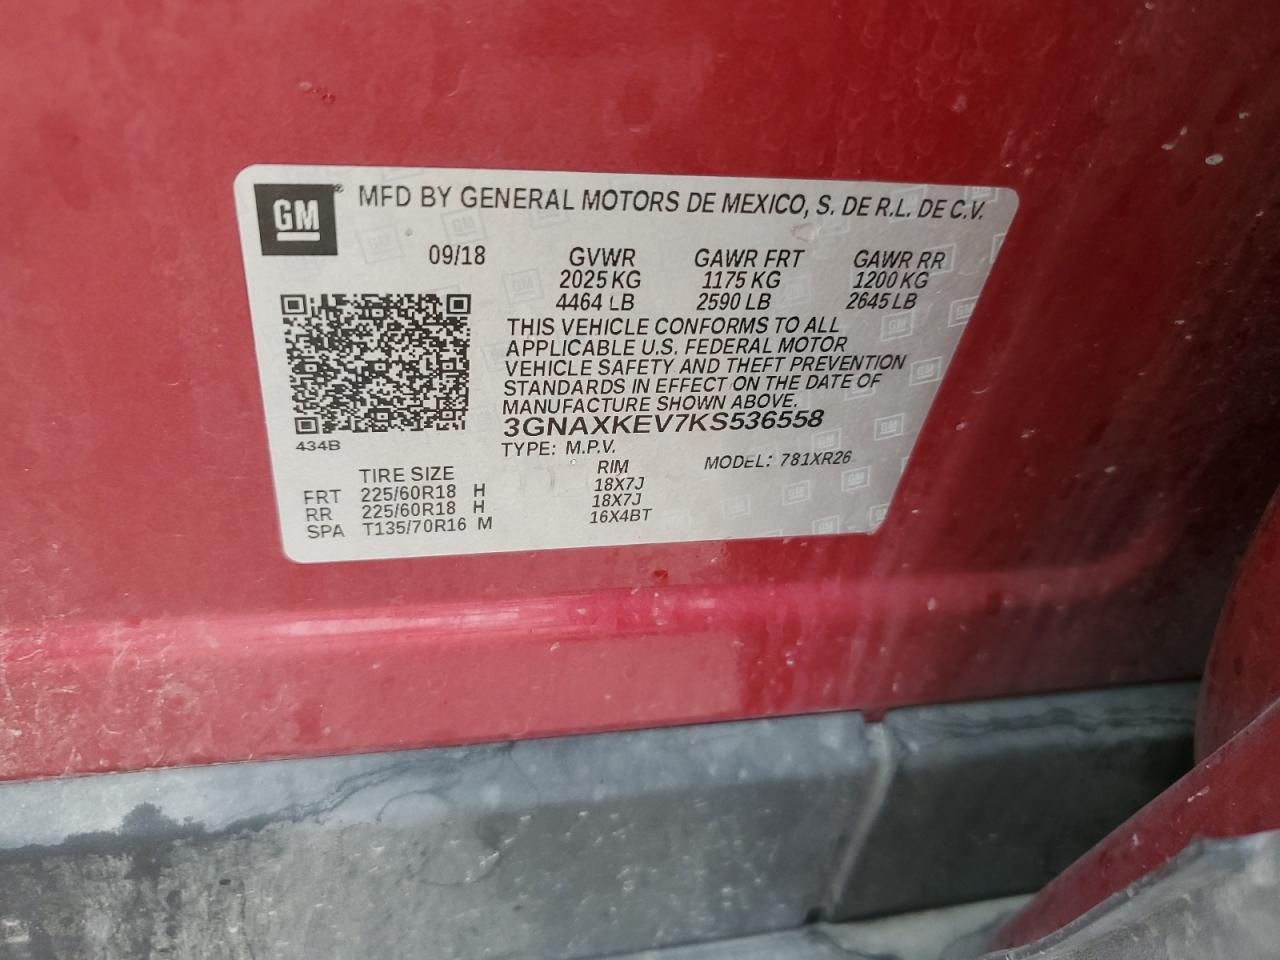 GM ® MFD BY GENERAL MOTORS DE MEXICO, S. DE R.L. DE C.V.
09/18 GVWR GAWR FRT GAWR RR
2025 KG 1175 KG 1200 KG
4464 LB 2590 LB 2645 LB
THIS VEHICLE CONFORMS TO ALL
APPLICABLE U.S. FEDERAL MOTOR
VEHICLE SAFETY AND THEFT PREVENTION
STANDARDS IN EFFECT ON THE DATE OF
MANUFACTURE SHOWN ABOVE.
3GNAXKEV7KS536558
434B
TYPE: M.P.V. MODEL: 781XR26
TIRE SIZE RIM
FRT 225/60R18 H 18X7J
RR 225/60R18 H 18X7J
SPA T135/70R16 M 16X4BT